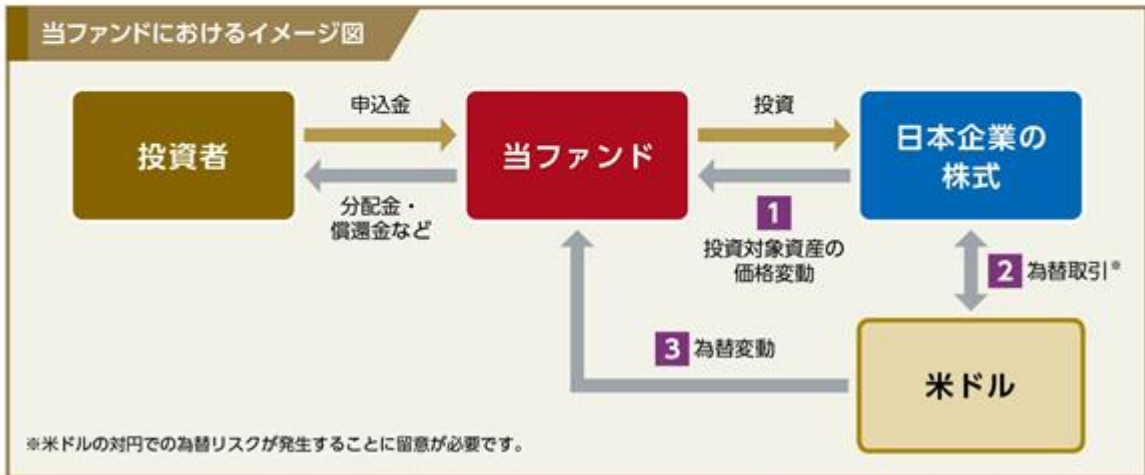 当ファンドにおけるイメージ図
投資者
申込金
分配金・
償還金など
当ファンド
投資
1
投資対象資産の
価格変動
日本企業の
株式
2 為替取引※
3 為替変動
米ドル
※米ドルの対円での為替リスクが発生することに留意が必要です。